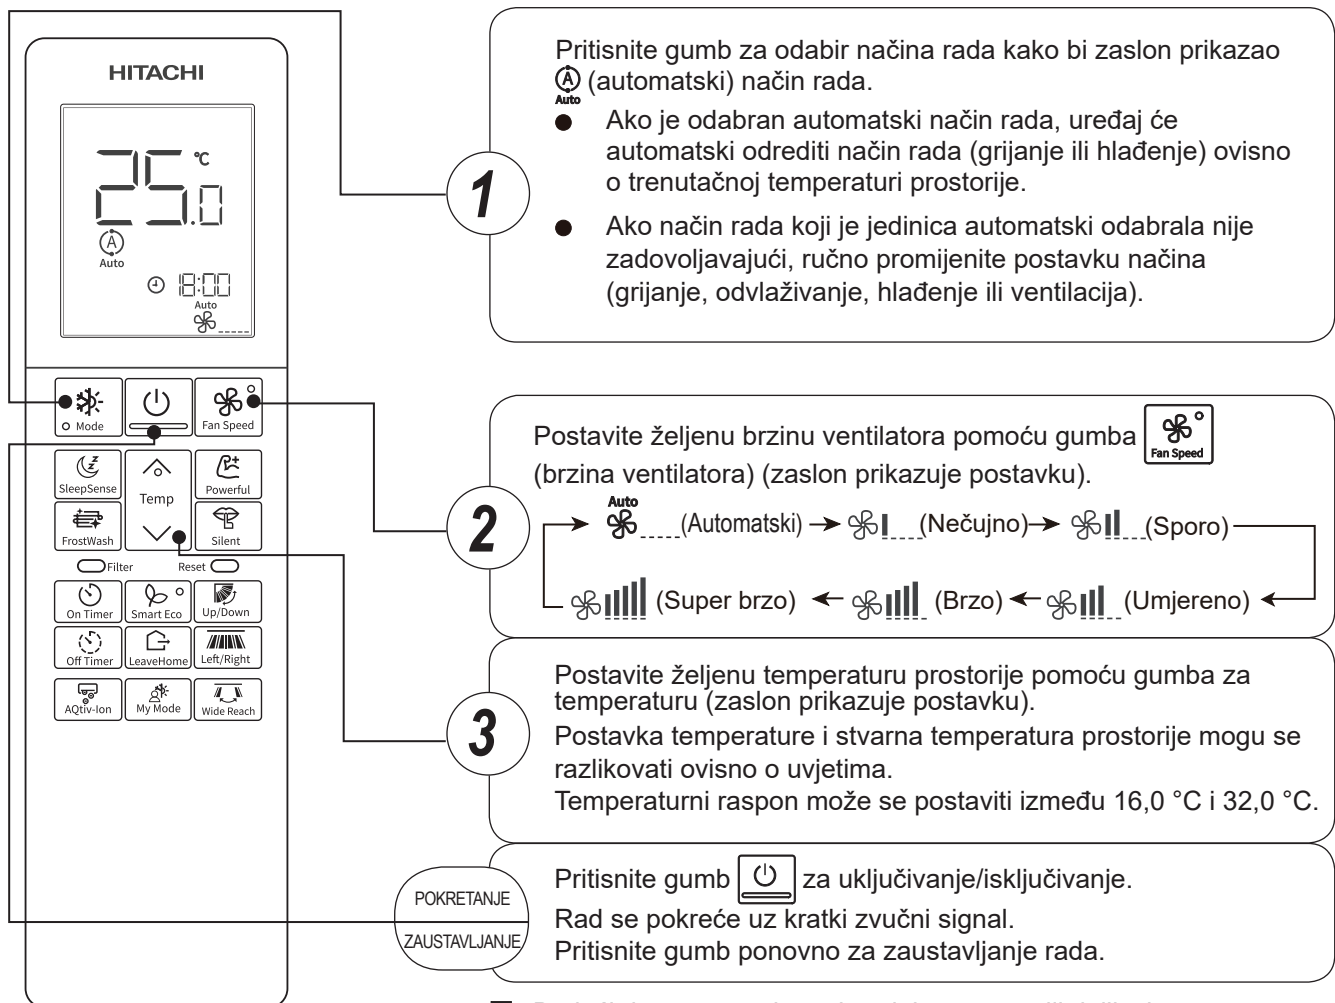 HITACHI
25.0 °C
Auto
18:00
Auto
Mode
Fan Speed
SleepSense
Temp
Powerful
FrostWash
Silent
Filter
Reset
On Timer
Smart Eco
Up/Down
Off Timer
LeaveHome
Left/Right
AQtiv-Ion
My Mode
Wide Reach
1
Pritisnite gumb za odabir načina rada kako bi zaslon prikazao
(automatski) način rada.
Auto
● Ako je odabran automatski način rada, uređaj će
automatski odrediti način rada (grijanje ili hlađenje) ovisno
o trenutačnoj temperaturi prostorije.
● Ako način rada koji je jedinica automatski odabrala nije
zadovoljavajući, ručno promijenite postavku načina
(grijanje, odvlaživanje, hlađenje ili ventilacija).
2
Postavite željenu brzinu ventilatora pomoću gumba
Fan Speed
(brzina ventilatora) (zaslon prikazuje postavku).
Auto
(Automatski) (Nečujno) (Sporo)
(Super brzo) (Brzo) (Umjereno)
3
Postavite željenu temperaturu prostorije pomoću gumba za
temperaturu (zaslon prikazuje postavku).
Postavka temperature i stvarna temperatura prostorije mogu se
razlikovati ovisno o uvjetima.
Temperaturni raspon može se postaviti između 16,0 °C i 32,0 °C.
POKRETANJE
ZAUSTAVLJANJE
Pritisnite gumb za uključivanje/isključivanje.
Rad se pokreće uz kratki zvučni signal.
Pritisnite gumb ponovno za zaustavljanje rada.